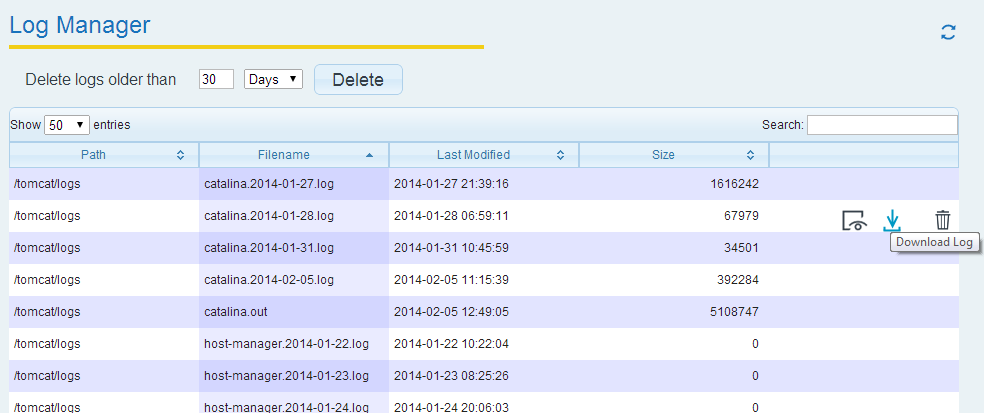 Log Manager
Delete logs older than 30 Days Delete
Show 50 entries Search:
Path Filename Last Modified Size
/tomcat/logs catalina.2014-01-27.log 2014-01-27 21:39:16 1616242
/tomcat/logs catalina.2014-01-28.log 2014-01-28 06:59:11 67979
Download Log
/tomcat/logs catalina.2014-01-31.log 2014-01-31 10:45:59 34501
/tomcat/logs catalina.2014-02-05.log 2014-02-05 11:15:39 392284
/tomcat/logs catalina.out 2014-02-05 12:49:05 5108747
/tomcat/logs host-manager.2014-01-22.log 2014-01-22 10:22:04 0
/tomcat/logs host-manager.2014-01-23.log 2014-01-23 08:25:26 0
/tomcat/logs host-manager.2014-01-24.log 2014-01-24 20:06:03 0